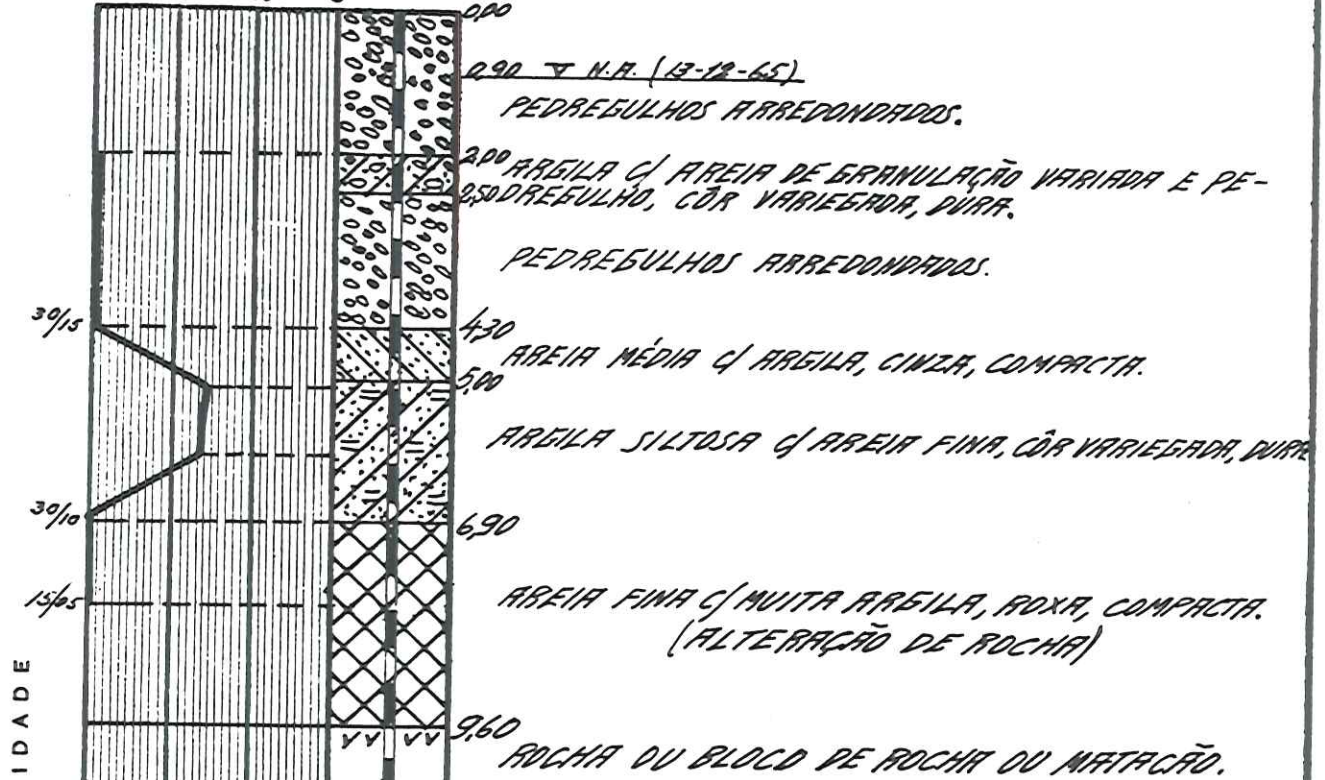 0,00
0,90 ▽ N.A. (13-12-65)
PEDREGULHOS ARREDONDADOS.
2,00 ARGILA C/ AREIA DE GRANULAÇÃO VARIADA E PE-
2,50 DREGULHO, CÔR VARIEGADA, DURA.
PEDREGULHOS ARREDONDADOS.
30/15
4,30
AREIA MÉDIA C/ ARGILA, CINZA, COMPACTA.
5,00
ARGILA SILTOSA C/ AREIA FINA, CÔR VARIEGADA, DURA
30/10
6,90
15/05
AREIA FINA C/ MUITA ARGILA, ROXA, COMPACTA.
(ALTERAÇÃO DE ROCHA)
IDADE
9,60
ROCHA OU BLOCO DE ROCHA OU MATACÃO.